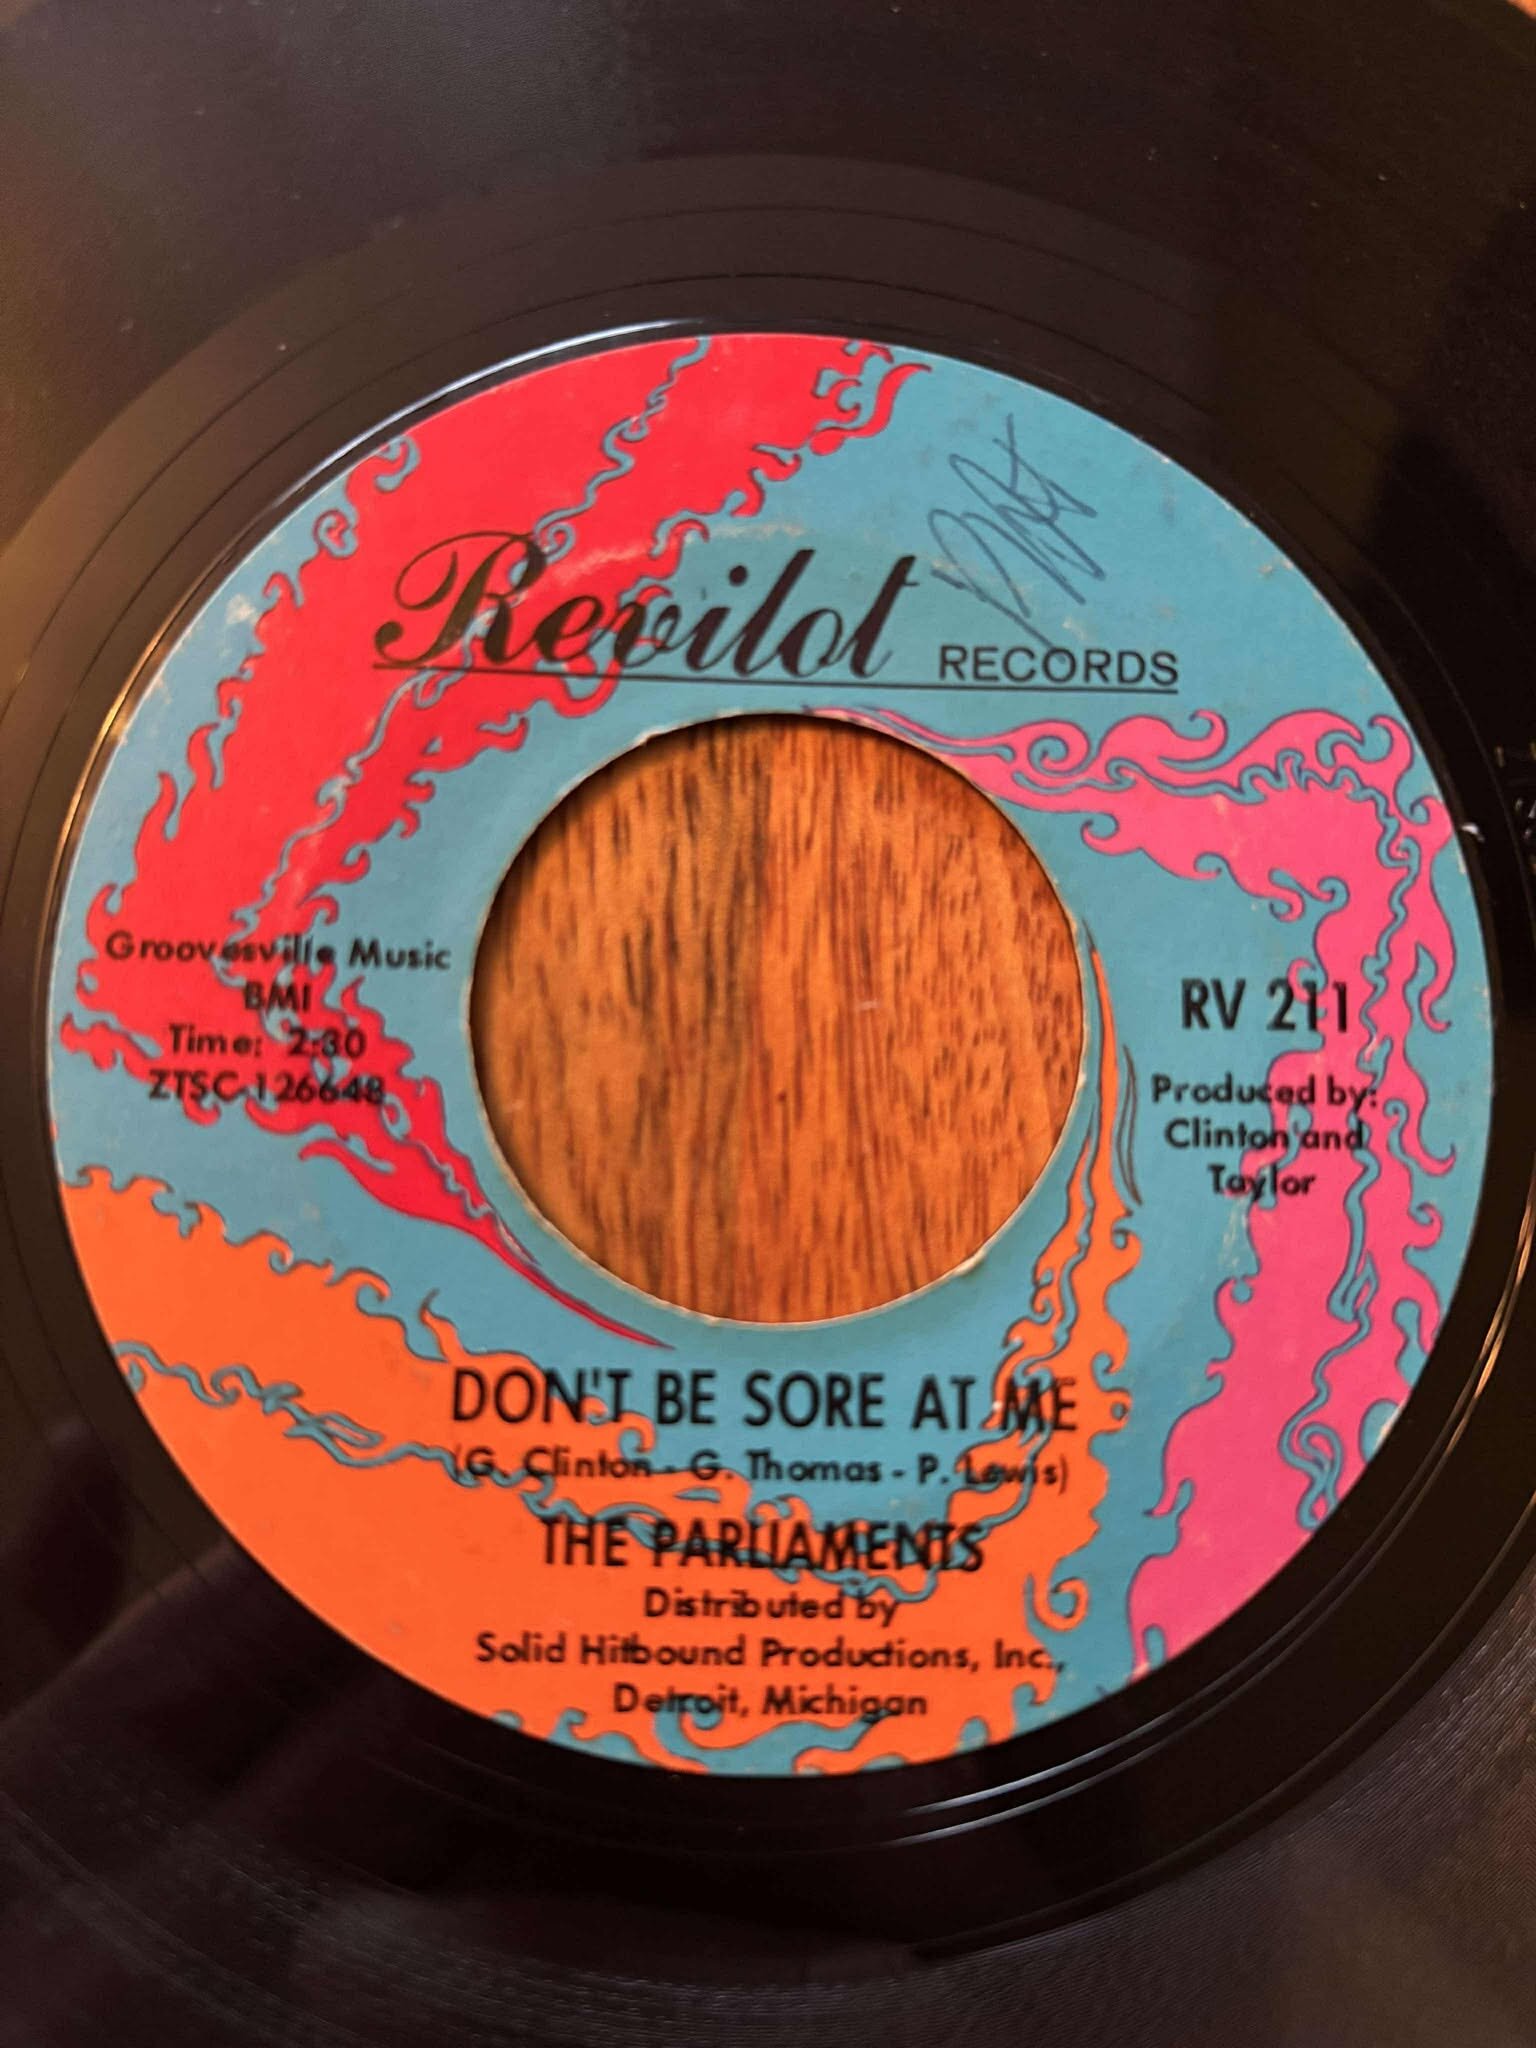 Revilot RECORDS
Groovesville Music
BMI
Time: 2:30
ZTSC-126648
RV 211
Produced by:
Clinton and
Taylor
DON'T BE SORE AT ME
(G. Clinton - G. Thomas - P. Lewis)
THE PARLIAMENTS
Distributed by
Solid Hitbound Productions, Inc.,
Detroit, Michigan